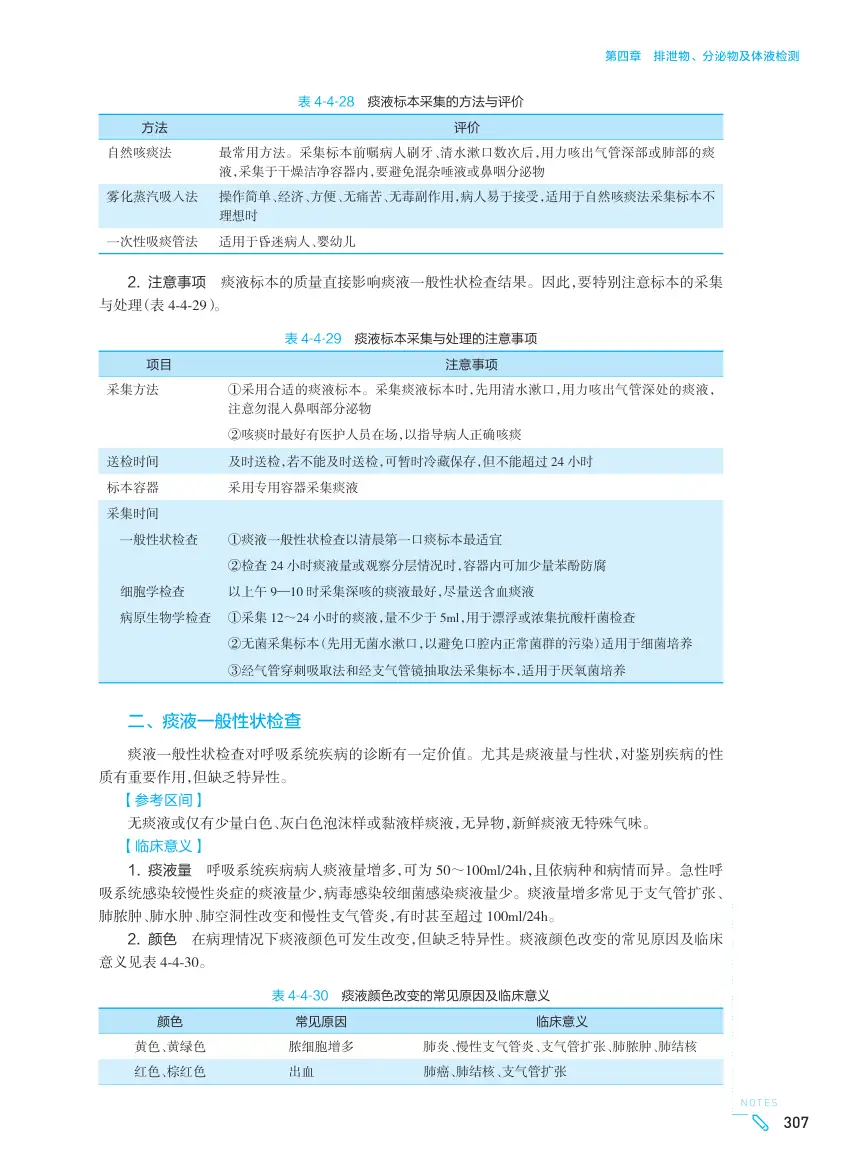 第四章 排泄物、分泌物及体液检测
表 4-4-28 痰液标本采集的方法与评价
方法 评价
自然咳痰法 最常用方法。采集标本前嘱病人刷牙、清水漱口数次后,用力咳出气管深部或肺部的痰
液,采集于干燥洁净容器内,要避免混杂唾液或鼻咽分泌物
雾化蒸汽吸入法 操作简单、经济、方便、无痛苦、无毒副作用,病人易于接受,适用于自然咳痰法采集标本不
理想时
一次性吸痰管法 适用于昏迷病人、婴幼儿
2. 注意事项 痰液标本的质量直接影响痰液一般性状检查结果。因此,要特别注意标本的采集
与处理(表 4-4-29)。
表 4-4-29 痰液标本采集与处理的注意事项
项目 注意事项
采集方法 ①采用合适的痰液标本。采集痰液标本时,先用清水漱口,用力咳出气管深处的痰液,
注意勿混入鼻咽部分泌物
②咳痰时最好有医护人员在场,以指导病人正确咳痰
送检时间 及时送检,若不能及时送检,可暂时冷藏保存,但不能超过 24 小时
标本容器 采用专用容器采集痰液
采集时间
一般性状检查 ①痰液一般性状检查以清晨第一口痰标本最适宜
②检查 24 小时痰液量或观察分层情况时,容器内可加少量苯酚防腐
细胞学检查 以上午 9—10 时采集深咳的痰液最好,尽量送含血痰液
病原生物学检查 ①采集 12～24 小时的痰液,量不少于 5ml,用于漂浮或浓集抗酸杆菌检查
②无菌采集标本(先用无菌水漱口,以避免口腔内正常菌群的污染)适用于细菌培养
③经气管穿刺吸取法和经支气管镜抽取法采集标本,适用于厌氧菌培养
二、痰液一般性状检查
痰液一般性状检查对呼吸系统疾病的诊断有一定价值。尤其是痰液量与性状,对鉴别疾病的性
质有重要作用,但缺乏特异性。
【参考区间】
无痰液或仅有少量白色、灰白色泡沫样或黏液样痰液,无异物,新鲜痰液无特殊气味。
【临床意义】
1. 痰液量 呼吸系统疾病病人痰液量增多,可为 50～100ml/24h,且依病种和病情而异。急性呼
吸系统感染较慢性炎症的痰液量少,病毒感染较细菌感染痰液量少。痰液量增多常见于支气管扩张、
肺脓肿、肺水肿、肺空洞性改变和慢性支气管炎,有时甚至超过 100ml/24h。
2. 颜色 在病理情况下痰液颜色可发生改变,但缺乏特异性。痰液颜色改变的常见原因及临床
意义见表 4-4-30。
表 4-4-30 痰液颜色改变的常见原因及临床意义
颜色 常见原因 临床意义
黄色、黄绿色 脓细胞增多 肺炎、慢性支气管炎、支气管扩张、肺脓肿、肺结核
红色、棕红色 出血 肺癌、肺结核、支气管扩张
NOTES
307